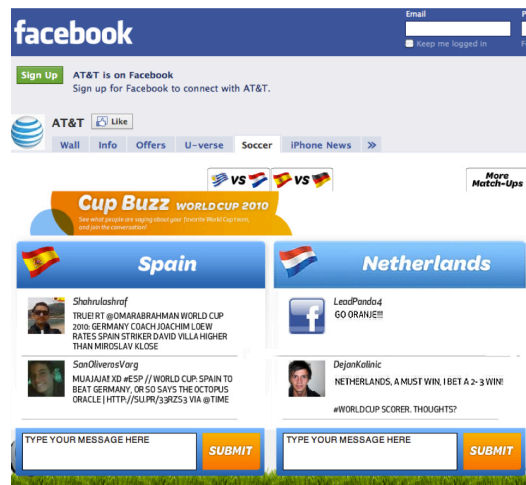 facebook
Email
P
Keep me logged in
F
Sign Up
AT&T is on Facebook
Sign up for Facebook to connect with AT&T.
AT&T
Like
Wall Info Offers U-verse Soccer iPhone News »
VS VS
More
Match-Ups
Cup Buzz WORLD CUP 2010
See what people are saying about your favorite World Cup team,
and join the conversation!
Spain
Shahrulashraf
TRUE! RT @OMARABRAHMAN WORLD CUP
2010: GERMANY COACH JOACHIM LOEW
RATES SPAIN STRIKER DAVID VILLA HIGHER
THAN MIROSLAV KLOSE
SanOliverosVarg
MUAJAJA! XD #ESP // WORLD CUP: SPAIN TO
BEAT GERMANY, OR SO SAYS THE OCTOPUS
ORACLE | HTTP://SU.PR/33RZS3 VIA @TIME
TYPE YOUR MESSAGE HERE
SUBMIT
Netherlands
LeadPanda4
GO ORANJE!!!
DejanKalinic
NETHERLANDS, A MUST WIN, I BET A 2-3 WIN!
#WORLDCUP SCORER. THOUGHTS?
TYPE YOUR MESSAGE HERE
SUBMIT